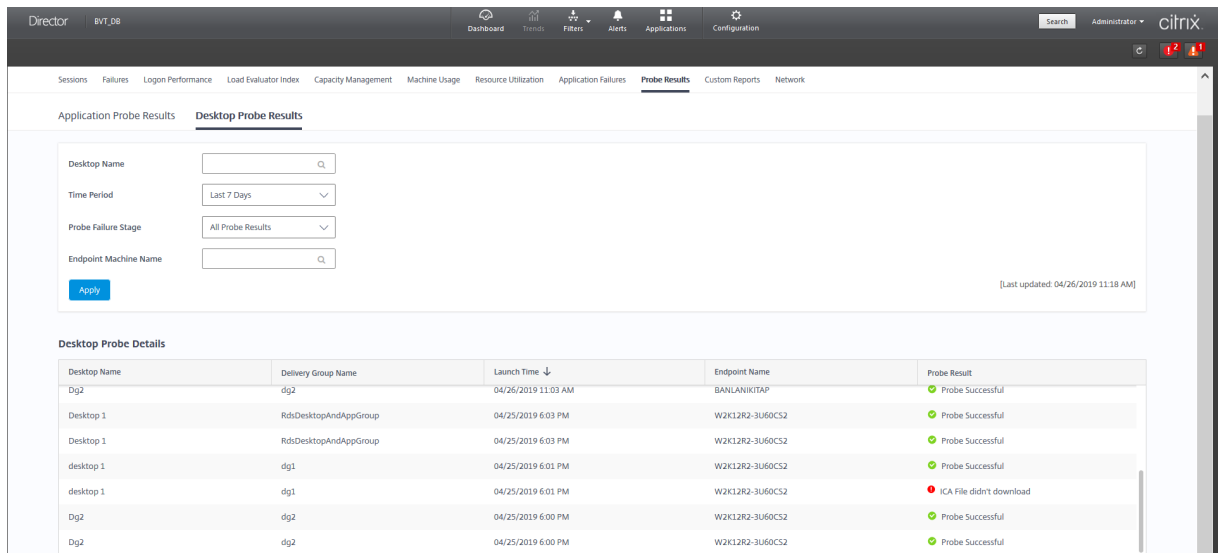 Director BVT_DB Dashboard Trends Filters Alerts Applications Configuration Search Administrator citrix
2 1
Sessions Failures Logon Performance Load Evaluator Index Capacity Management Machine Usage Resource Utilization Application Failures Probe Results Custom Reports Network
Application Probe Results Desktop Probe Results
Desktop Name
Time Period Last 7 Days
Probe Failure Stage All Probe Results
Endpoint Machine Name
Apply [Last updated: 04/26/2019 11:18 AM]
Desktop Probe Details
Desktop Name Delivery Group Name Launch Time ↓ Endpoint Name Probe Result
Dg2 dg2 04/26/2019 11:03 AM BANLANIKITAP Probe Successful
Desktop 1 RdsDesktopAndAppGroup 04/25/2019 6:03 PM W2K12R2-3U60CS2 Probe Successful
Desktop 1 RdsDesktopAndAppGroup 04/25/2019 6:03 PM W2K12R2-3U60CS2 Probe Successful
desktop 1 dg1 04/25/2019 6:01 PM W2K12R2-3U60CS2 Probe Successful
desktop 1 dg1 04/25/2019 6:01 PM W2K12R2-3U60CS2 ICA File didn't download
Dg2 dg2 04/25/2019 6:00 PM W2K12R2-3U60CS2 Probe Successful
Dg2 dg2 04/25/2019 6:00 PM W2K12R2-3U60CS2 Probe Successful